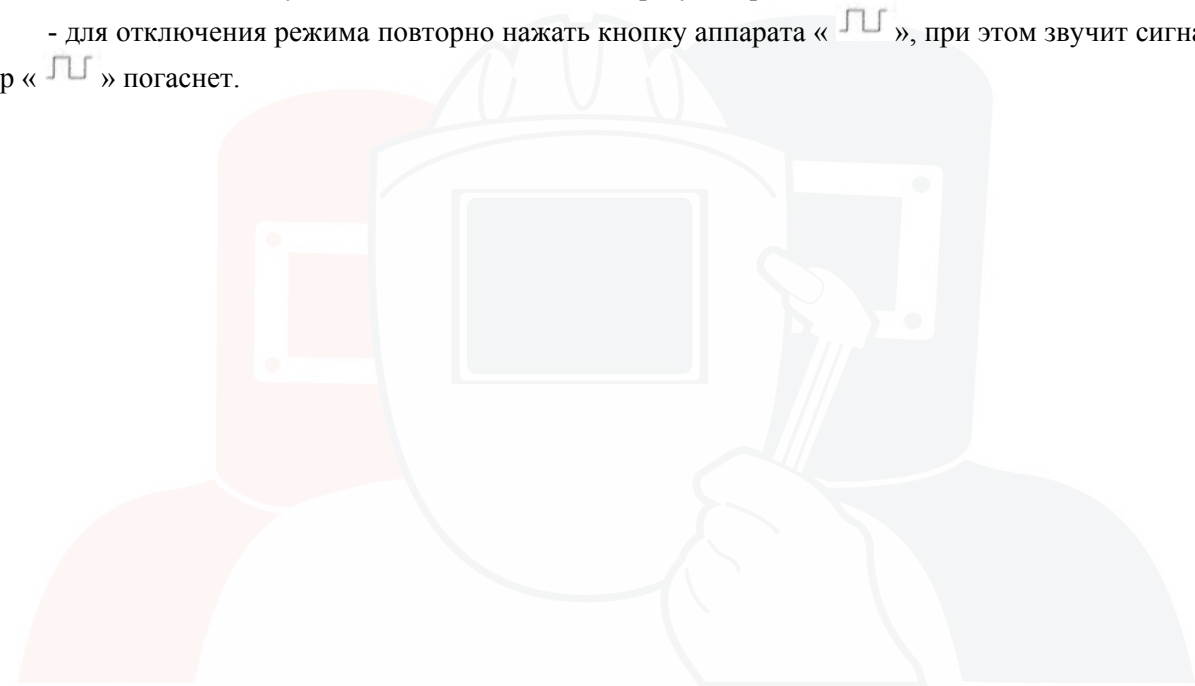 - для отключения режима повторно нажать кнопку аппарата « », при этом звучит сигна
р « » погаснет.